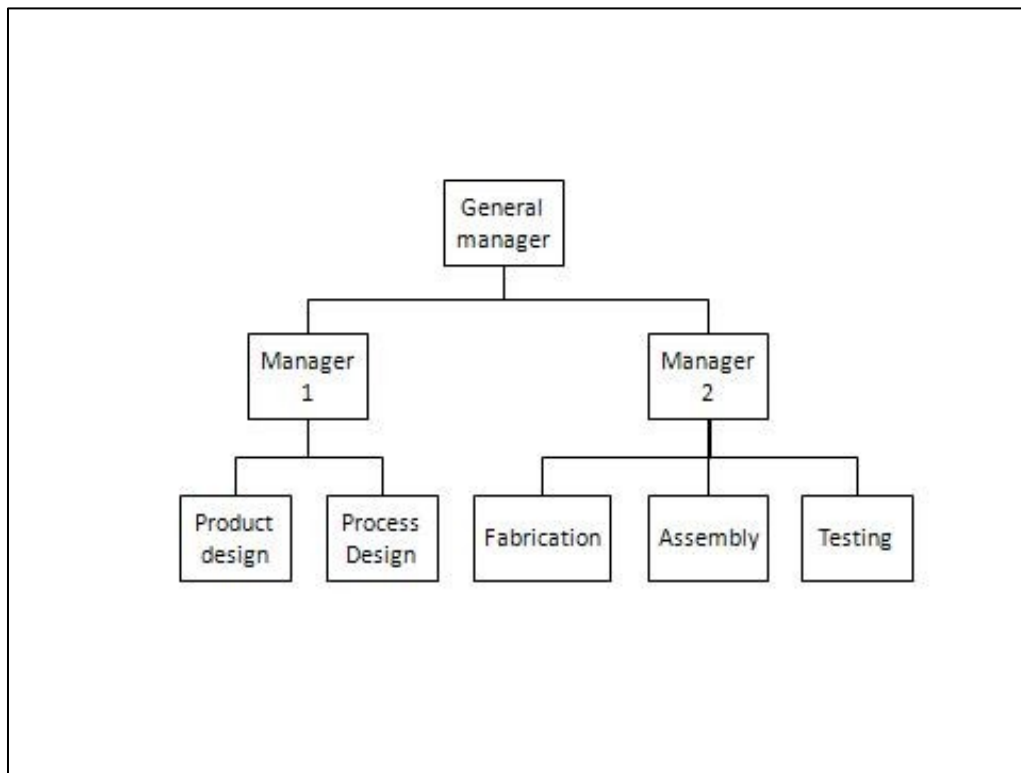 General
manager
Manager
1
Manager
2
Product
design
Process
Design
Fabrication
Assembly
Testing